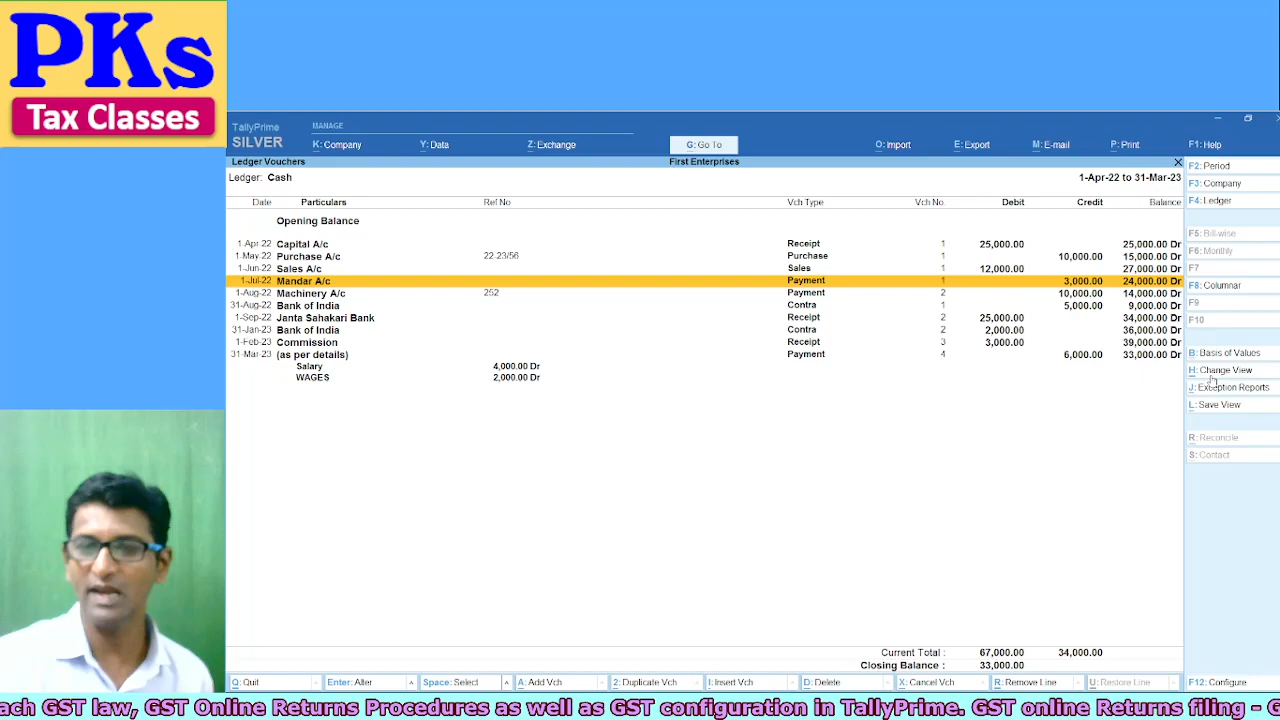 PKs
Tax Classes
TallyPrime
SILVER
MANAGE
K: Company
Y: Data
Z: Exchange
G: Go To
O: Import
E: Export
M: E-mail
P: Print
F1: Help
Ledger Vouchers
First Enterprises
Ledger: Cash
1-Apr-22 to 31-Mar-23
Date Particulars Ref No Vch Type Vch No. Debit Credit Balance
Opening Balance
1-Apr-22 Capital A/c Receipt 1 25,000.00 25,000.00 Dr
1-May-22 Purchase A/c 22-23/56 Purchase 1 10,000.00 15,000.00 Dr
1-Jun-22 Sales A/c Sales 1 12,000.00 27,000.00 Dr
1-Jul-22 Mandar A/c Payment 1 3,000.00 24,000.00 Dr
1-Aug-22 Machinery A/c 252 Payment 2 10,000.00 14,000.00 Dr
31-Aug-22 Bank of India Contra 1 5,000.00 9,000.00 Dr
1-Sep-22 Janta Sahakari Bank Receipt 2 25,000.00 34,000.00 Dr
31-Jan-23 Bank of India Contra 2 2,000.00 36,000.00 Dr
1-Feb-23 Commission Receipt 3 3,000.00 39,000.00 Dr
31-Mar-23 (as per details) Payment 4 6,000.00 33,000.00 Dr
Salary 4,000.00 Dr
WAGES 2,000.00 Dr
Current Total : 67,000.00 34,000.00
Closing Balance : 33,000.00
F2: Period
F3: Company
F4: Ledger
F5: Bill-wise
F6: Monthly
F7
F8: Columnar
F9
F10
B: Basis of Values
H: Change View
J: Exception Reports
L: Save View
R: Reconcile
S: Contact
F12: Configure
Q: Quit
Enter: Alter
Space: Select
A: Add Vch
2: Duplicate Vch
I: Insert Vch
D: Delete
X: Cancel Vch
R: Remove Line
U: Restore Line
ach GST law, GST Online Returns Procedures as well as GST configuration in TallyPrime. GST online Returns filing - G